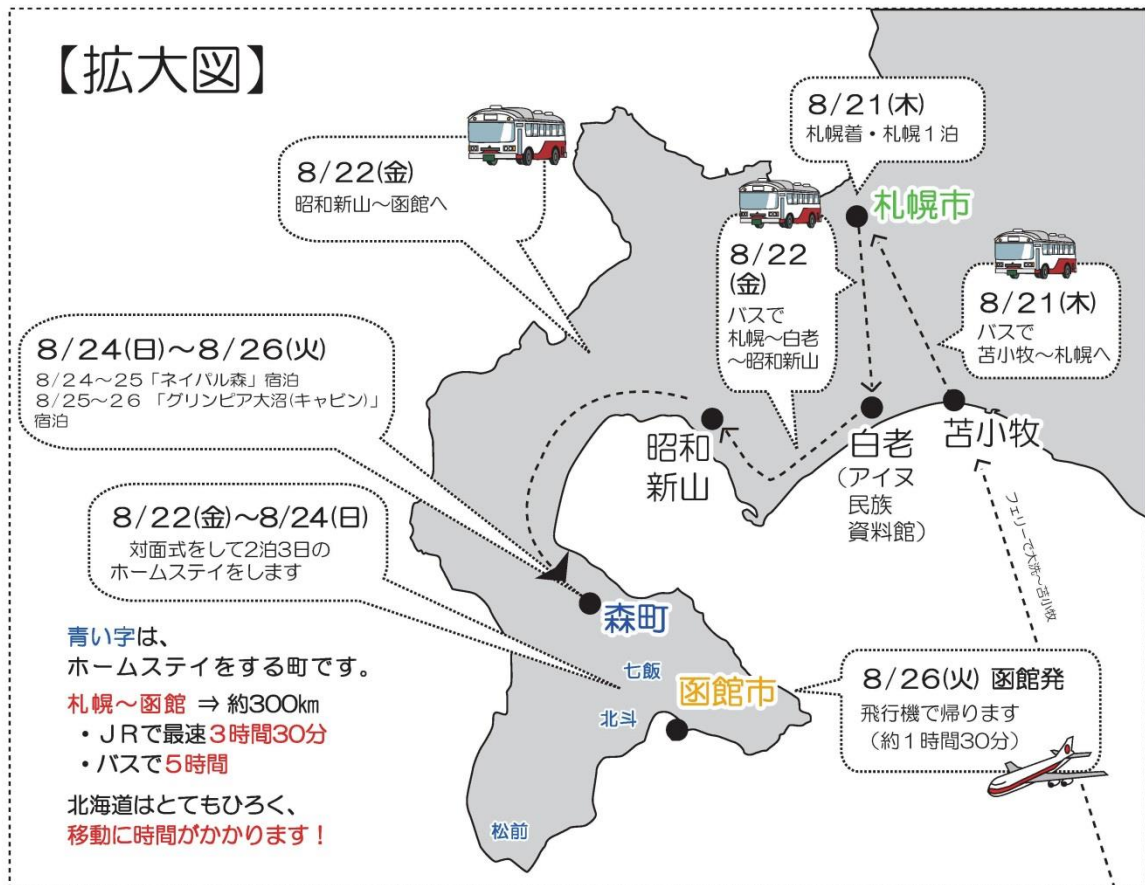 【拡大図】
8/21(木)
札幌着・札幌1泊
8/22(金)
昭和新山〜函館へ
札幌市
8/22
(金)
バスで
札幌〜白老
〜昭和新山
8/21(木)
バスで
苫小牧〜札幌へ
8/24(日)〜8/26(火)
8/24〜25「ネイパル森」宿泊
8/25〜26 「グリンピア大沼(キャビン)」
宿泊
昭和
新山
白老
(アイヌ
民族
資料館)
苫小牧
フェリーで大洗〜苫小牧
8/22(金)〜8/24(日)
対面式をして2泊3日の
ホームステイをします
森町
七飯
函館市
北斗
松前
8/26(火) 函館発
飛行機で帰ります
(約1時間30分)
青い字は、
ホームステイをする町です。
札幌〜函館 ⇒ 約300㎞
・JRで最速3時間30分
・バスで5時間
北海道はとてもひろく、
移動に時間がかかります!